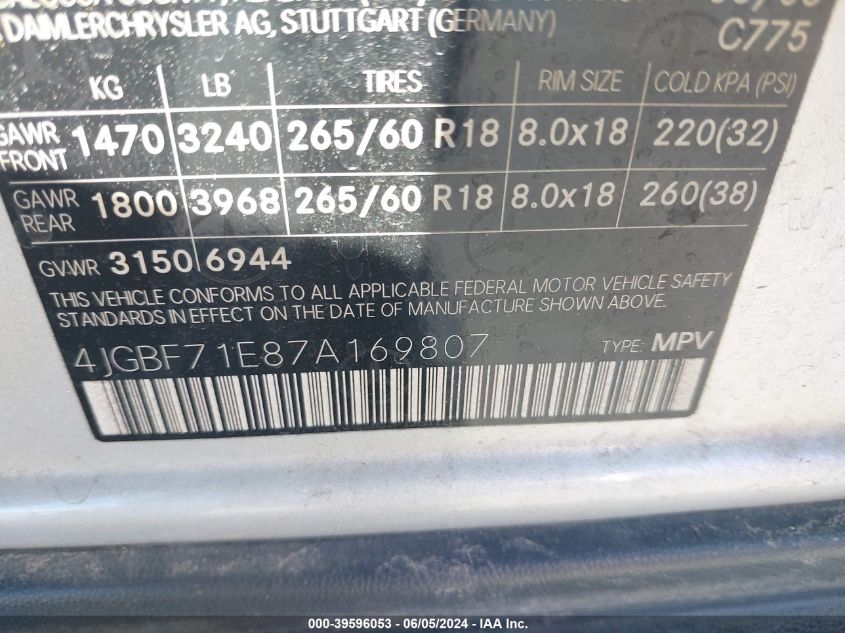 DAIMLERCHRYSLER AG, STUTTGART (GERMANY)
C775
KG LB TIRES RIM SIZE COLD KPA (PSI)
GAWR FRONT 1470 3240 265/60 R18 8.0x18 220(32)
GAWR REAR 1800 3968 265/60 R18 8.0x18 260(38)
GVWR 3150 6944
THIS VEHICLE CONFORMS TO ALL APPLICABLE FEDERAL MOTOR VEHICLE SAFETY
STANDARDS IN EFFECT ON THE DATE OF MANUFACTURE SHOWN ABOVE.
4JGBF71E87A169807 TYPE: MPV
000-39596053 - 06/05/2024 - IAA, Inc.